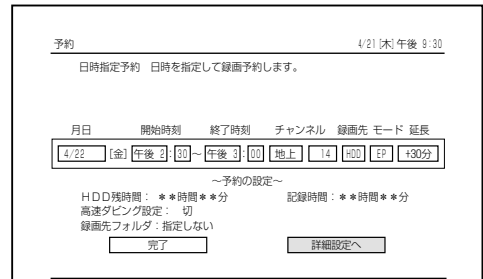 予約 4/21[木]午後 9:30
日時指定予約 日時を指定して録画予約します。
月日 開始時刻 終了時刻 チャンネル 録画先 モード 延長
4/22 [金] 午後 2:30~午後 3:00 地上 14 HDD EP +30分
~予約の設定~
HDD残時間：＊＊時間＊＊分 記録時間：＊＊時間＊＊分
高速ダビング設定： 切
録画先フォルダ：指定しない
完了 詳細設定へ